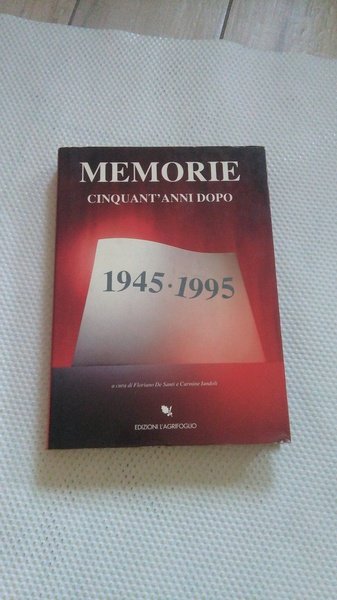 MEMORIE
CINQUANT'ANNI DOPO
1945 · 1995
a cura di Floriano De Santi e Carmine Iandoli
EDIZIONI L'AGRIFOGLIO